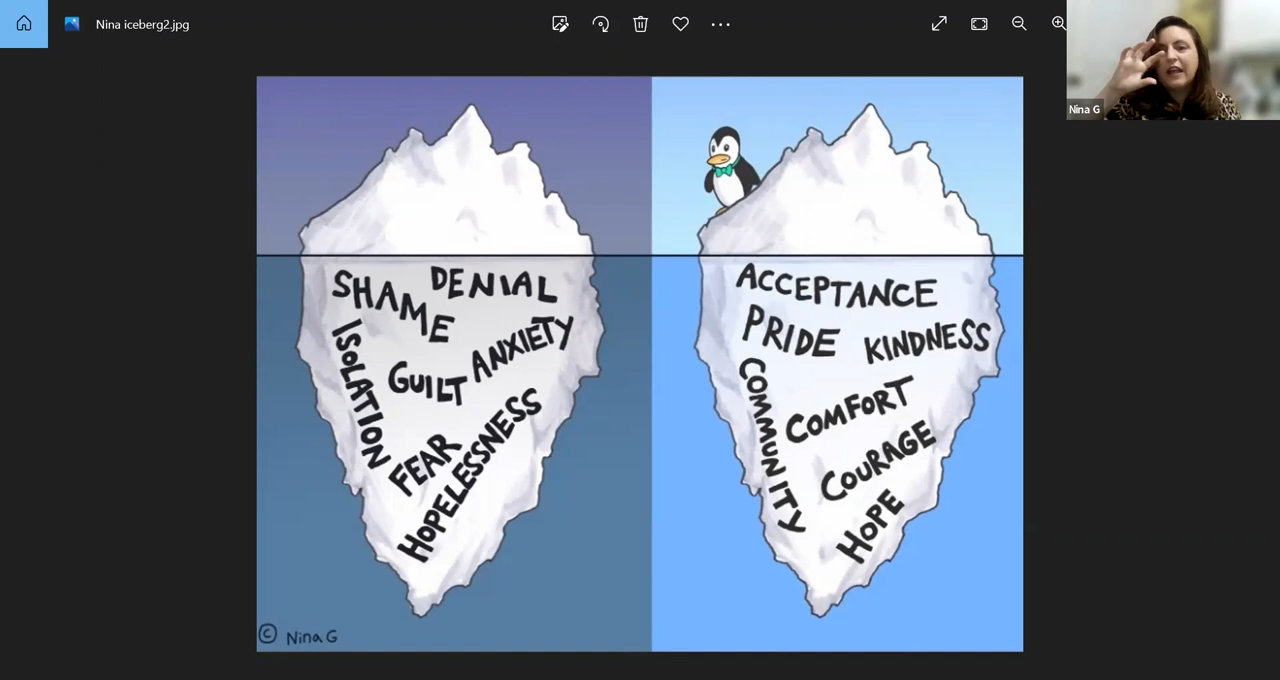 Nina iceberg2.jpg
Nina G
SHAME
DENIAL
ISOLATION
GUILT
ANXIETY
FEAR
HOPELESSNESS
© Nina G
ACCEPTANCE
PRIDE
KINDNESS
COMMUNITY
COMFORT
COURAGE
HOPE